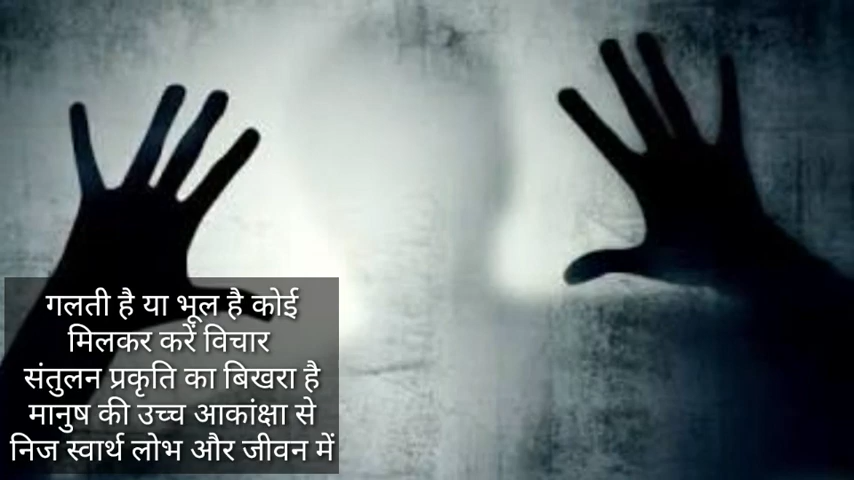 गलती है या भूल है कोई
मिलकर करें विचार
संतुलन प्रकृति का बिखरा है
मानुष की उच्च आकांक्षा से
निज स्वार्थ लोभ और जीवन में